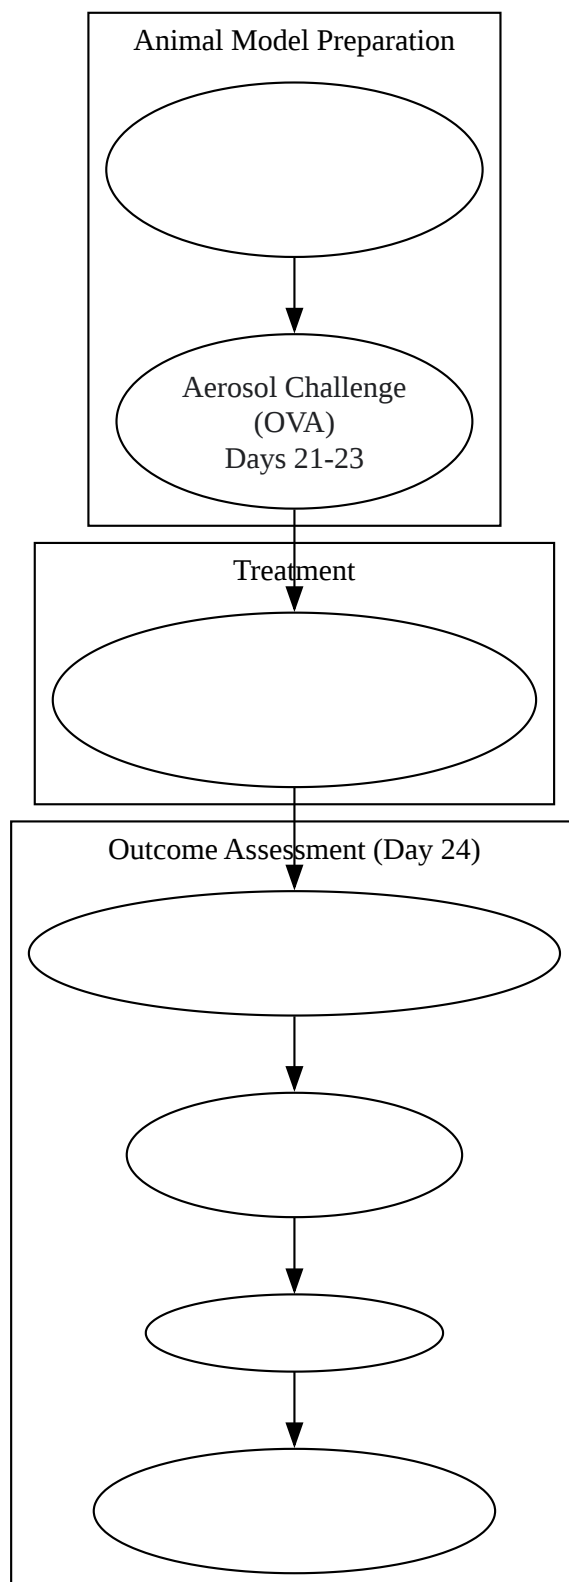 Animal Model Preparation
Aerosol Challenge
(OVA)
Days 21-23
Treatment
Outcome Assessment (Day 24)